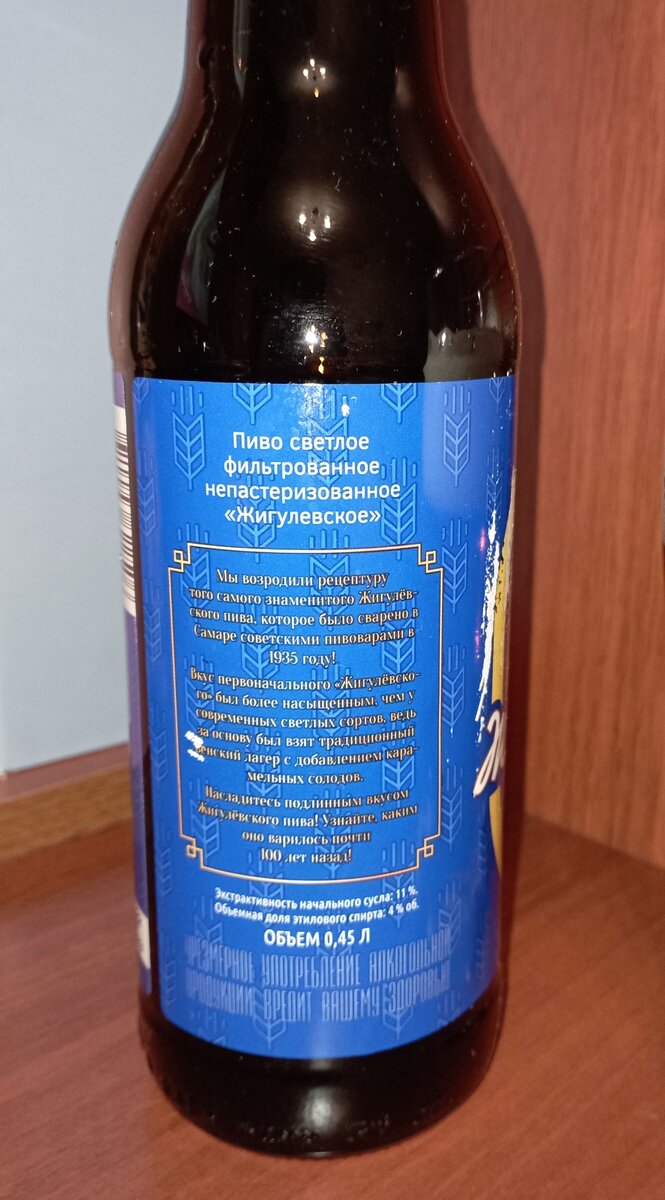 Пиво светлое
фильтрованное
непастеризованное
«Жигулевское»
Мы возродили рецептуру
того самого знаменитого Жигулёв-
ского пива, которое было сварено в
Самаре советскими пивоварами в
1935 году!
Вкус первоначального «Жигулёвско-
го» был более насыщенным, чем у
современных светлых сортов, ведь
за основу был взят традиционный
венский лагер с добавлением кара-
мельных солодов.
Насладитесь подлинным вкусом
Жигулёвского пива! Узнайте, каким
оно варилось почти
100 лет назад!
Экстрактивность начального сусла: 11 %.
Объемная доля этилового спирта: 4 % об.
ОБЪЕМ 0,45 Л
ЧРЕЗМЕРНОЕ УПОТРЕБЛЕНИЕ АЛКОГОЛЬНОЙ
ПРОДУКЦИИ ВРЕДИТ ВАШЕМУ ЗДОРОВЬЮ